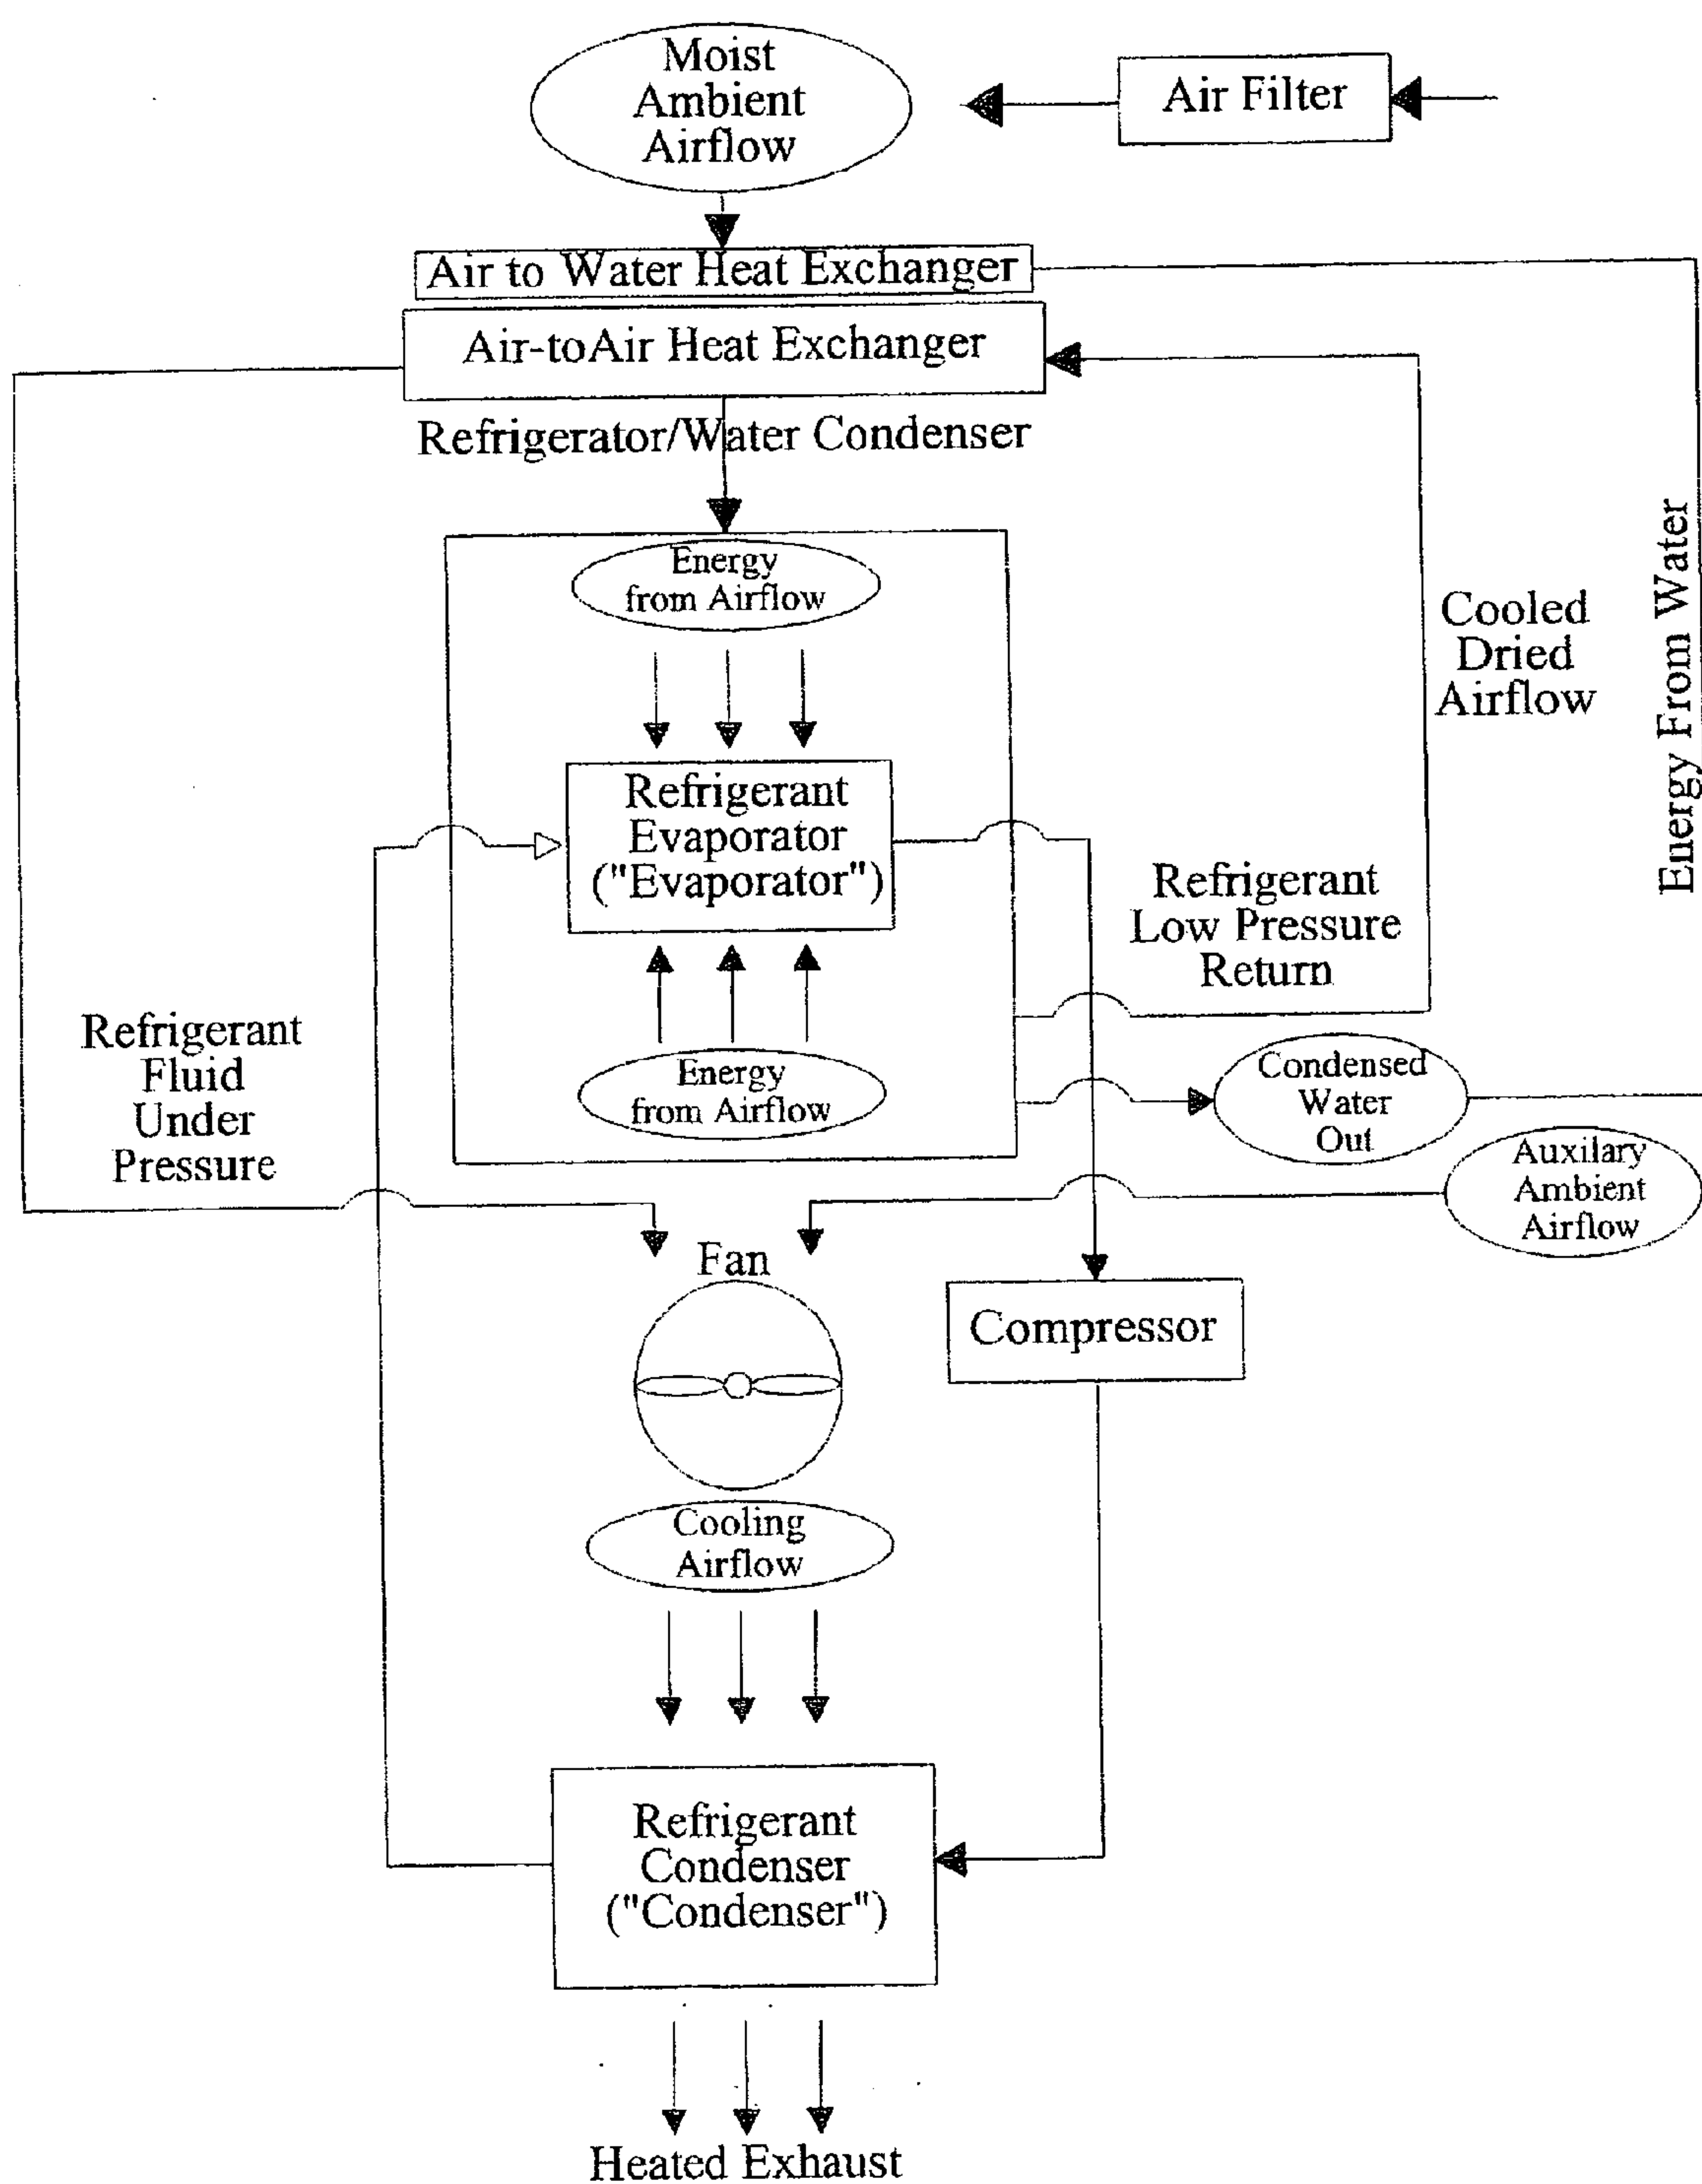 Moist
Ambient
Airflow
Air Filter
Air to Water Heat Exchanger
Air-toAir Heat Exchanger
Refrigerator/Water Condenser
Energy
from Airflow
Energy From Water
Cooled
Dried
Airflow
Refrigerant
Evaporator
("Evaporator")
Refrigerant
Low Pressure
Return
Refrigerant
Fluid
Under
Pressure
Energy
from Airflow
Condensed
Water
Out
Auxilary
Ambient
Airflow
Fan
Compressor
Cooling
Airflow
Refrigerant
Condenser
("Condenser")
Heated Exhaust